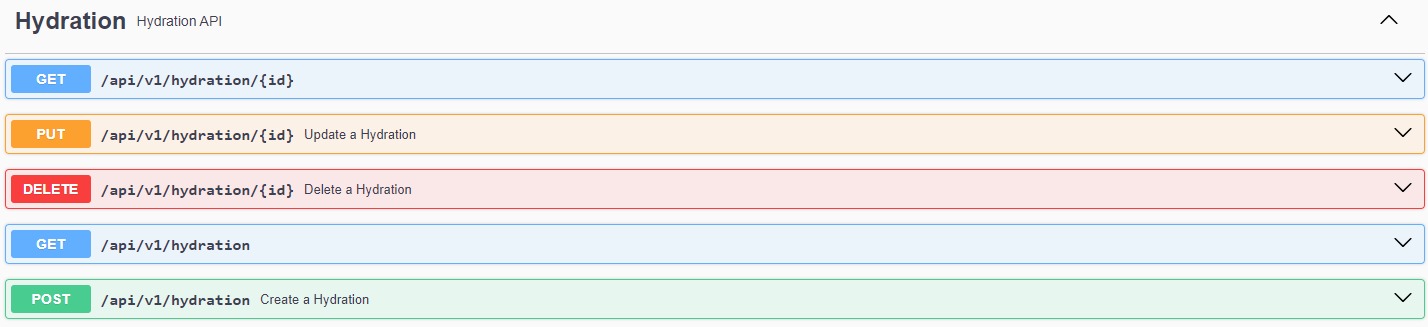 Hydration Hydration API
GET /api/v1/hydration/{id}
PUT /api/v1/hydration/{id} Update a Hydration
DELETE /api/v1/hydration/{id} Delete a Hydration
GET /api/v1/hydration
POST /api/v1/hydration Create a Hydration